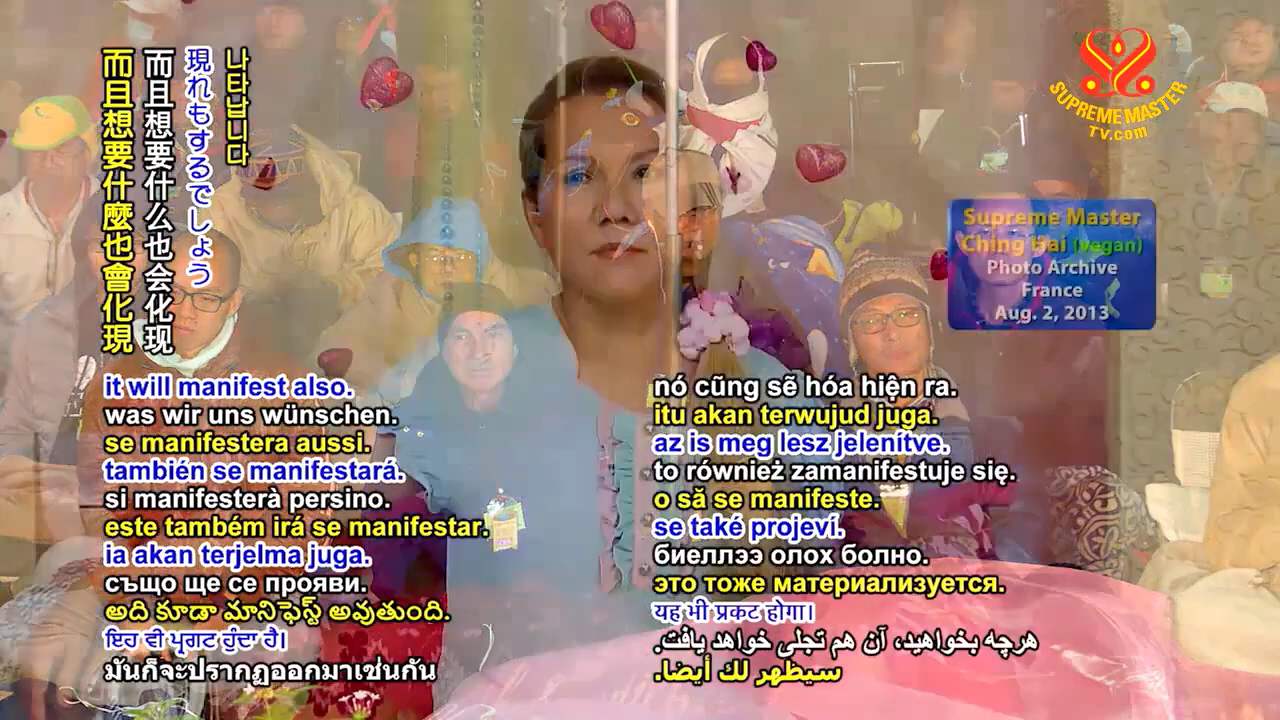 나타납니다
現れもするでしょう
而且想要什么也会化现
而且想要什麼也會化現
SUPREME MASTER
TV.com
Supreme Master
Ching Hai (vegan)
Photo Archive
France
Aug. 2, 2013
it will manifest also.
was wir uns wünschen.
se manifestera aussi.
también se manifestará.
si manifesterà persino.
este também irá se manifestar.
ia akan terjelma juga.
също ще се прояви.
అది కూడా మానిఫెస్ట్ అవుతుంది.
ਇਹ ਵੀ ਪ੍ਰਗਟ ਹੁੰਦਾ ਹੈ।
มันก็จะปรากฏออกมาเช่นกัน
nó cũng sẽ hóa hiện ra.
itu akan terwujud juga.
az is meg lesz jelenítve.
to również zamanifestuje się.
o să se manifeste.
se také projeví.
биеллээ олох болно.
это тоже материализуется.
यह भी प्रकट होगा।
هرچه بخواهید، آن هم تجلی خواهد یافت.
سيظهر لك أيضا.